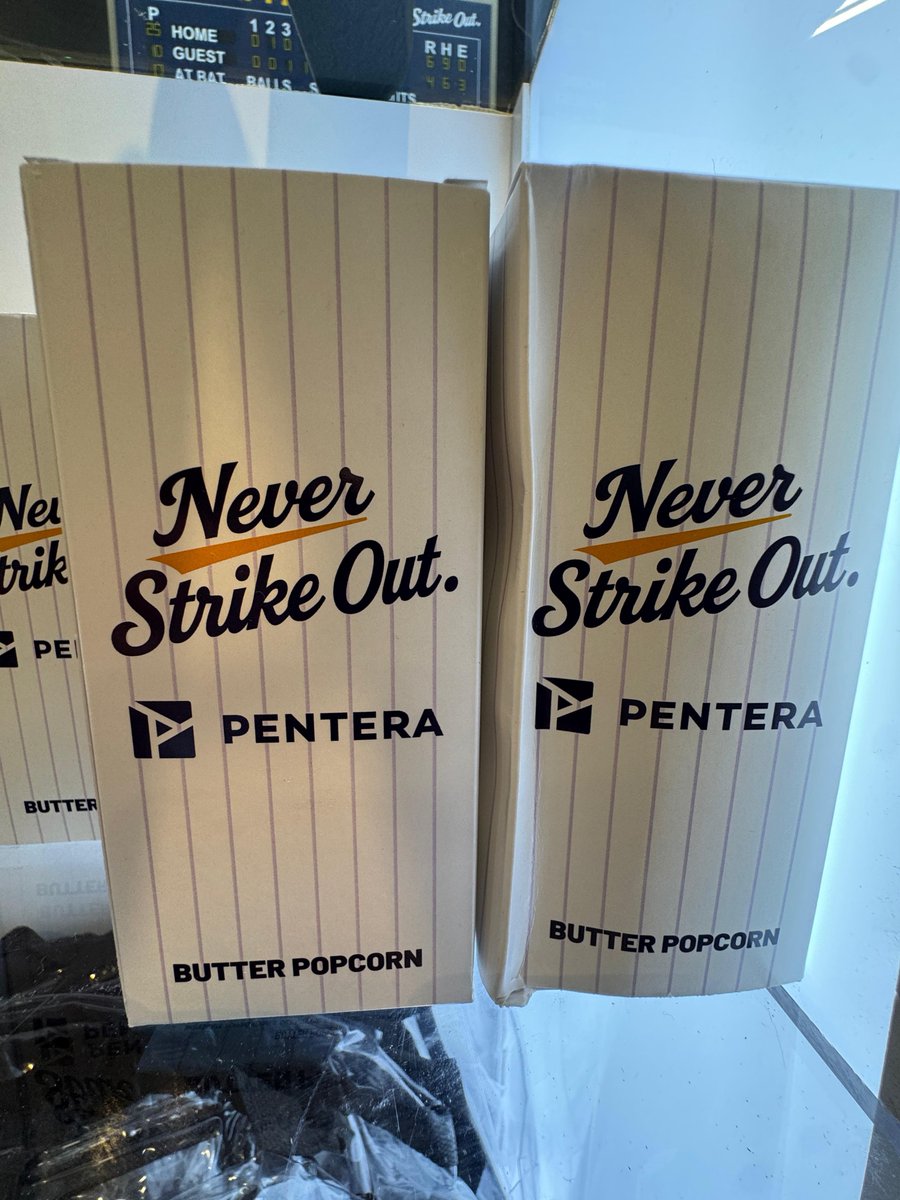 P 1 2 3
HOME
GUEST
AT BAT BALLS
Strike Out.
R H E
Never
Strike Out.
PENTERA
BUTTER POPCORN
Never
Strike Out.
PENTERA
BUTTER POPCORN
BUTTER